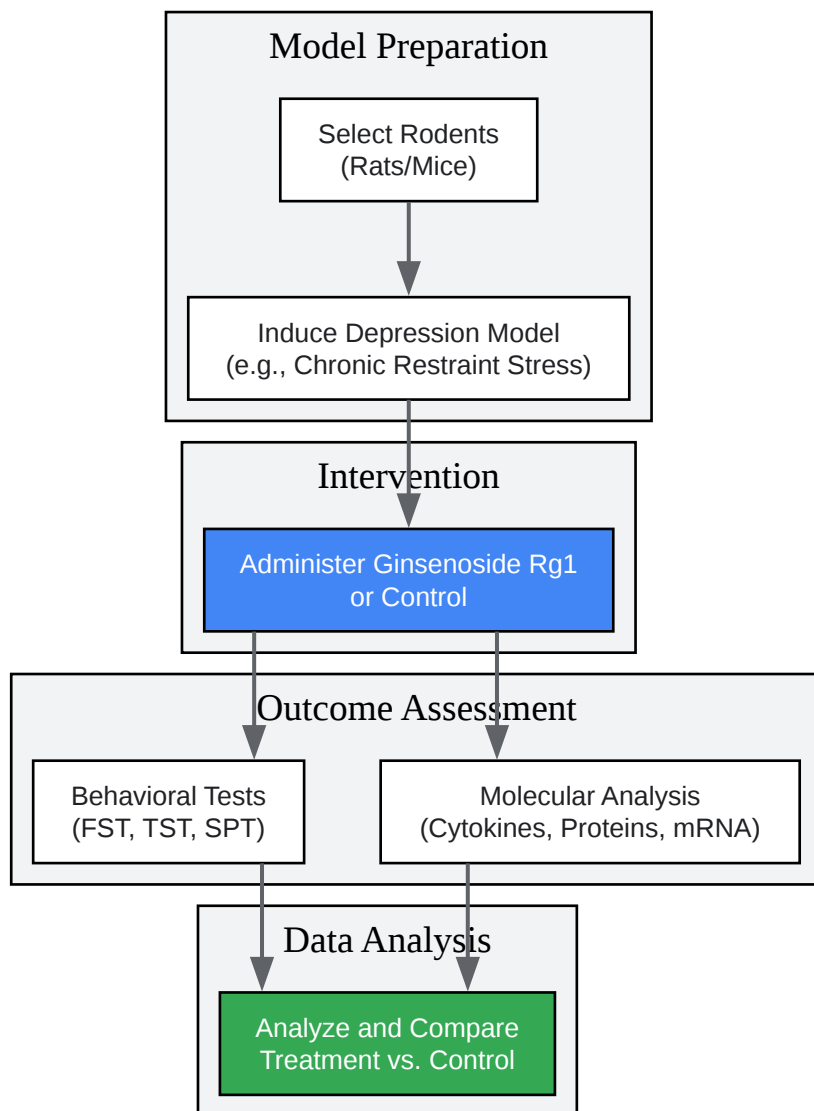 Model Preparation
Select Rodents
(Rats/Mice)
Induce Depression Model
(e.g., Chronic Restraint Stress)
Intervention
Administer Ginsenoside Rg1
or Control
Outcome Assessment
Behavioral Tests
(FST, TST, SPT)
Molecular Analysis
(Cytokines, Proteins, mRNA)
Data Analysis
Analyze and Compare
Treatment vs. Control